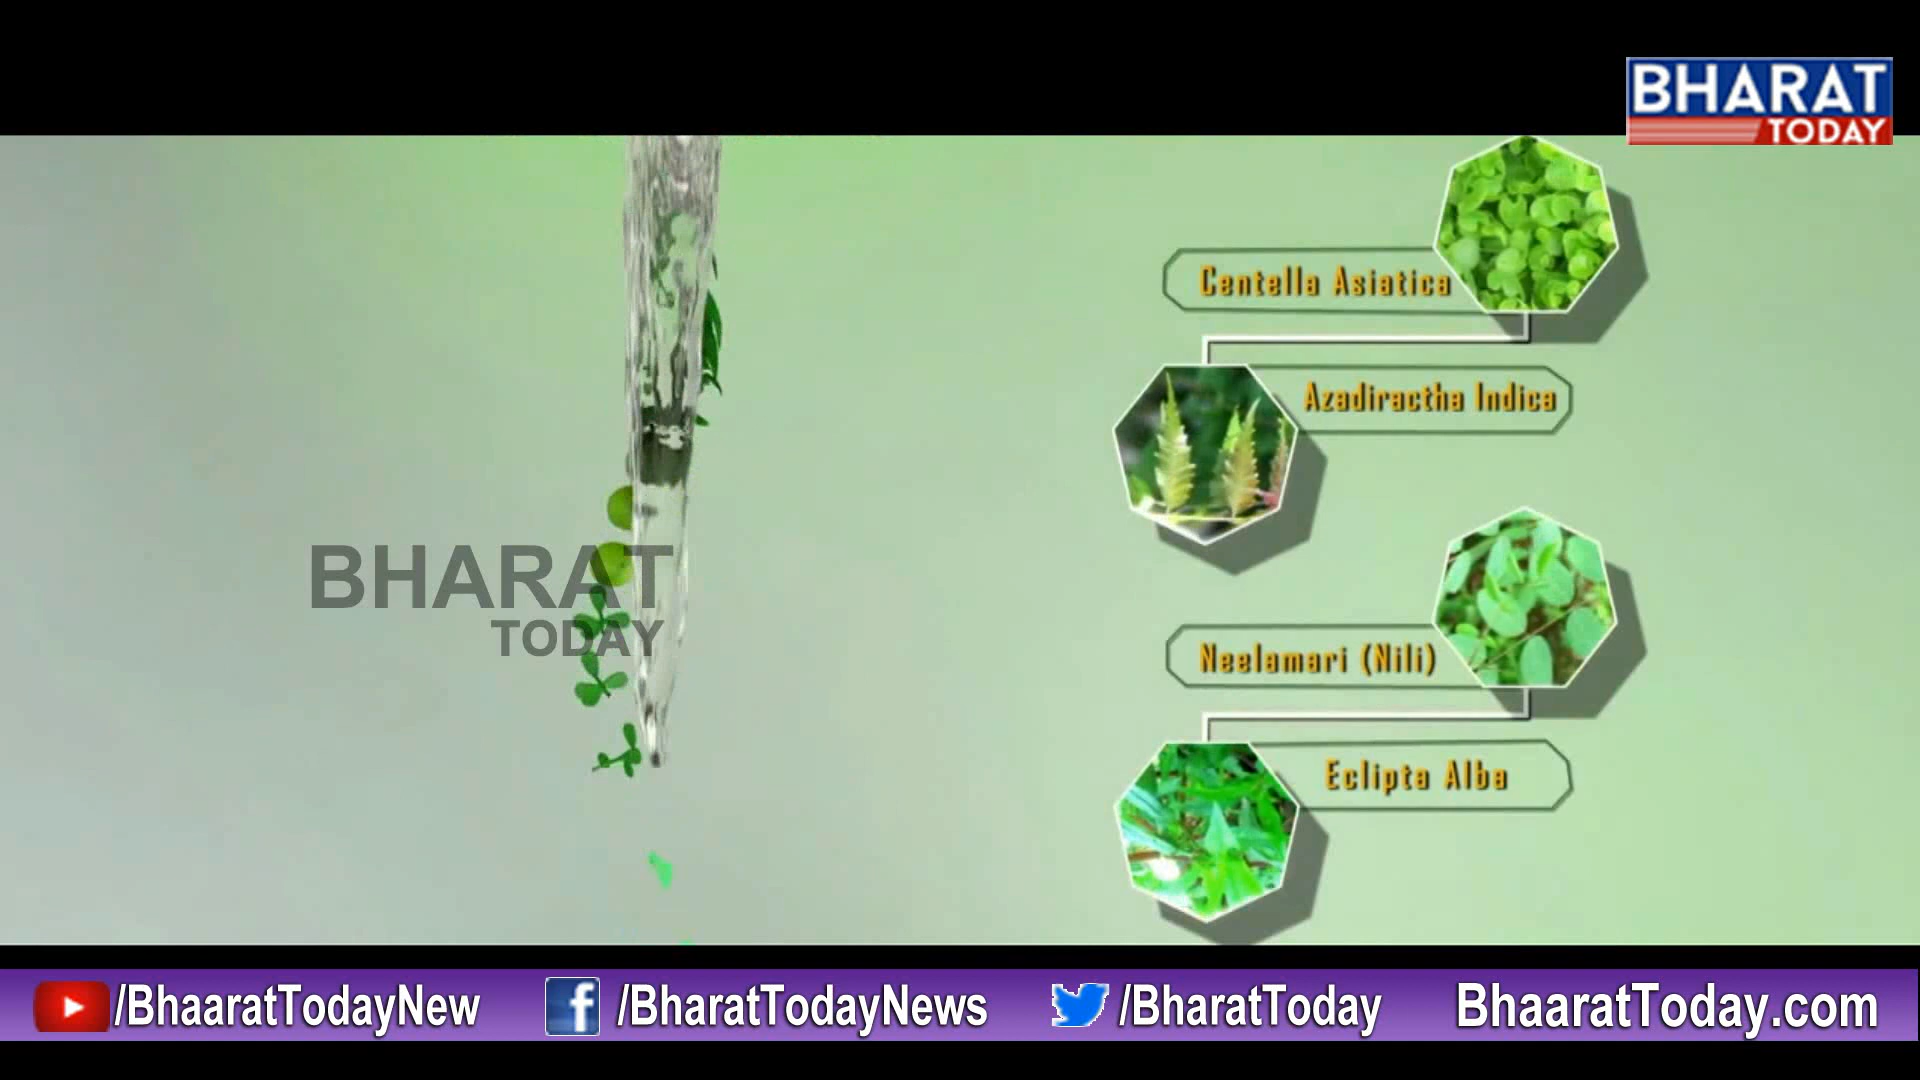 BHARAT
TODAY
Centella Asiatica
Azadiractha Indica
BHARAT
TODAY
Neelamari (Nili)
Eclipta Alba
/BhaaratTodayNew
f /BharatTodayNews
/BharatToday
BhaaratToday.com